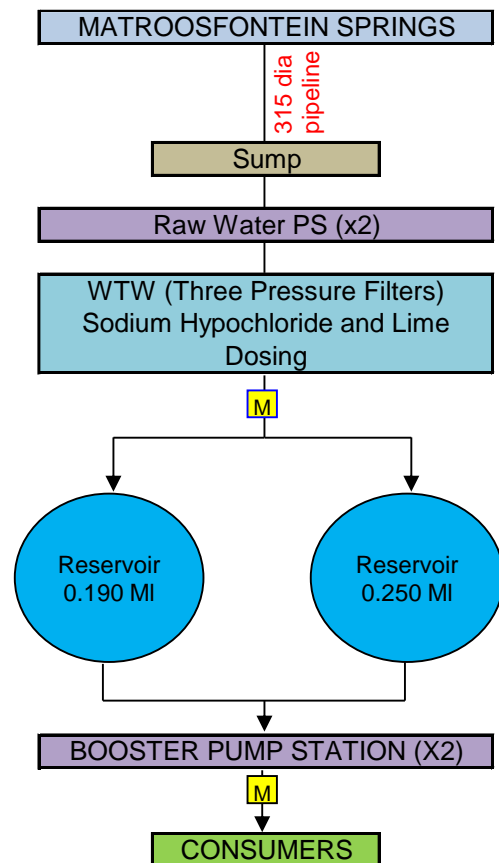 MATROOSFONTEIN SPRINGS
315 dia
pipeline
Sump
Raw Water PS (x2)
WTW (Three Pressure Filters)
Sodium Hypochloride and Lime
Dosing
M
Reservoir
0.190 Ml
Reservoir
0.250 Ml
BOOSTER PUMP STATION (X2)
M
CONSUMERS